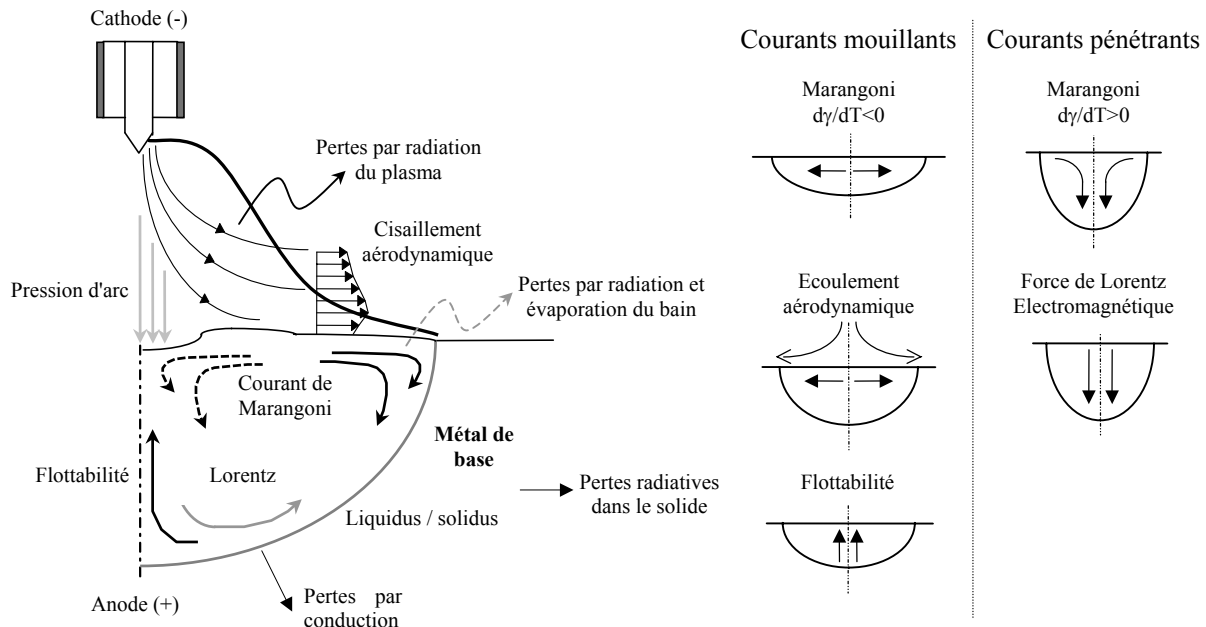 Cathode (-)
Pertes par radiation
du plasma
Cisaillement
aérodynamique
Pression d'arc
Pertes par radiation et
évaporation du bain
Courant de
Marangoni
Flottabilité
Lorentz
Métal de
base
Liquidus / solidus
Pertes radiatives
dans le solide
Anode (+)
Pertes par
conduction
Courants mouillants
Marangoni
dγ/dT<0
Ecoulement
aérodynamique
Flottabilité
Courants pénétrants
Marangoni
dγ/dT>0
Force de Lorentz
Electromagnétique